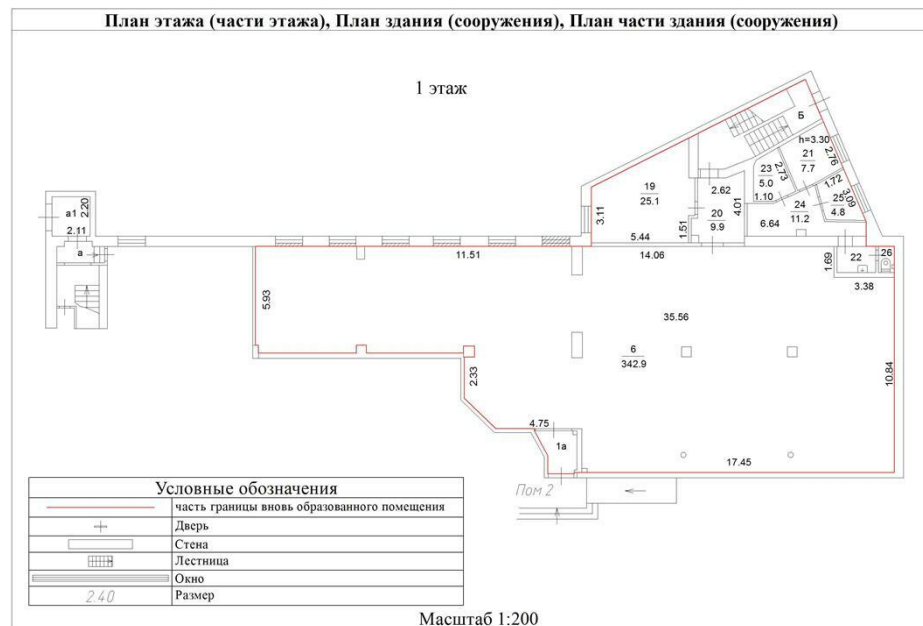 План этажа (части этажа), План здания (сооружения), План части здания (сооружения)
1 этаж
Б
h=3.30
21
7.7
2.76
23
5.0
2.73
1.72
3.09
25
4.8
1.10
24
11.2
6.64
19
25.1
2.62
4.01
20
9.9
3.11
5.44
1.51
а1
2.20
2.11
а
11.51
14.06
1.69
22
26
3.38
5.93
35.56
6
342.9
2.33
10.84
4.75
1а
17.45
Пом 2
Условные обозначения
часть границы вновь образованного помещения
Дверь
Стена
Лестница
Окно
2.40 Размер
Масштаб 1:200